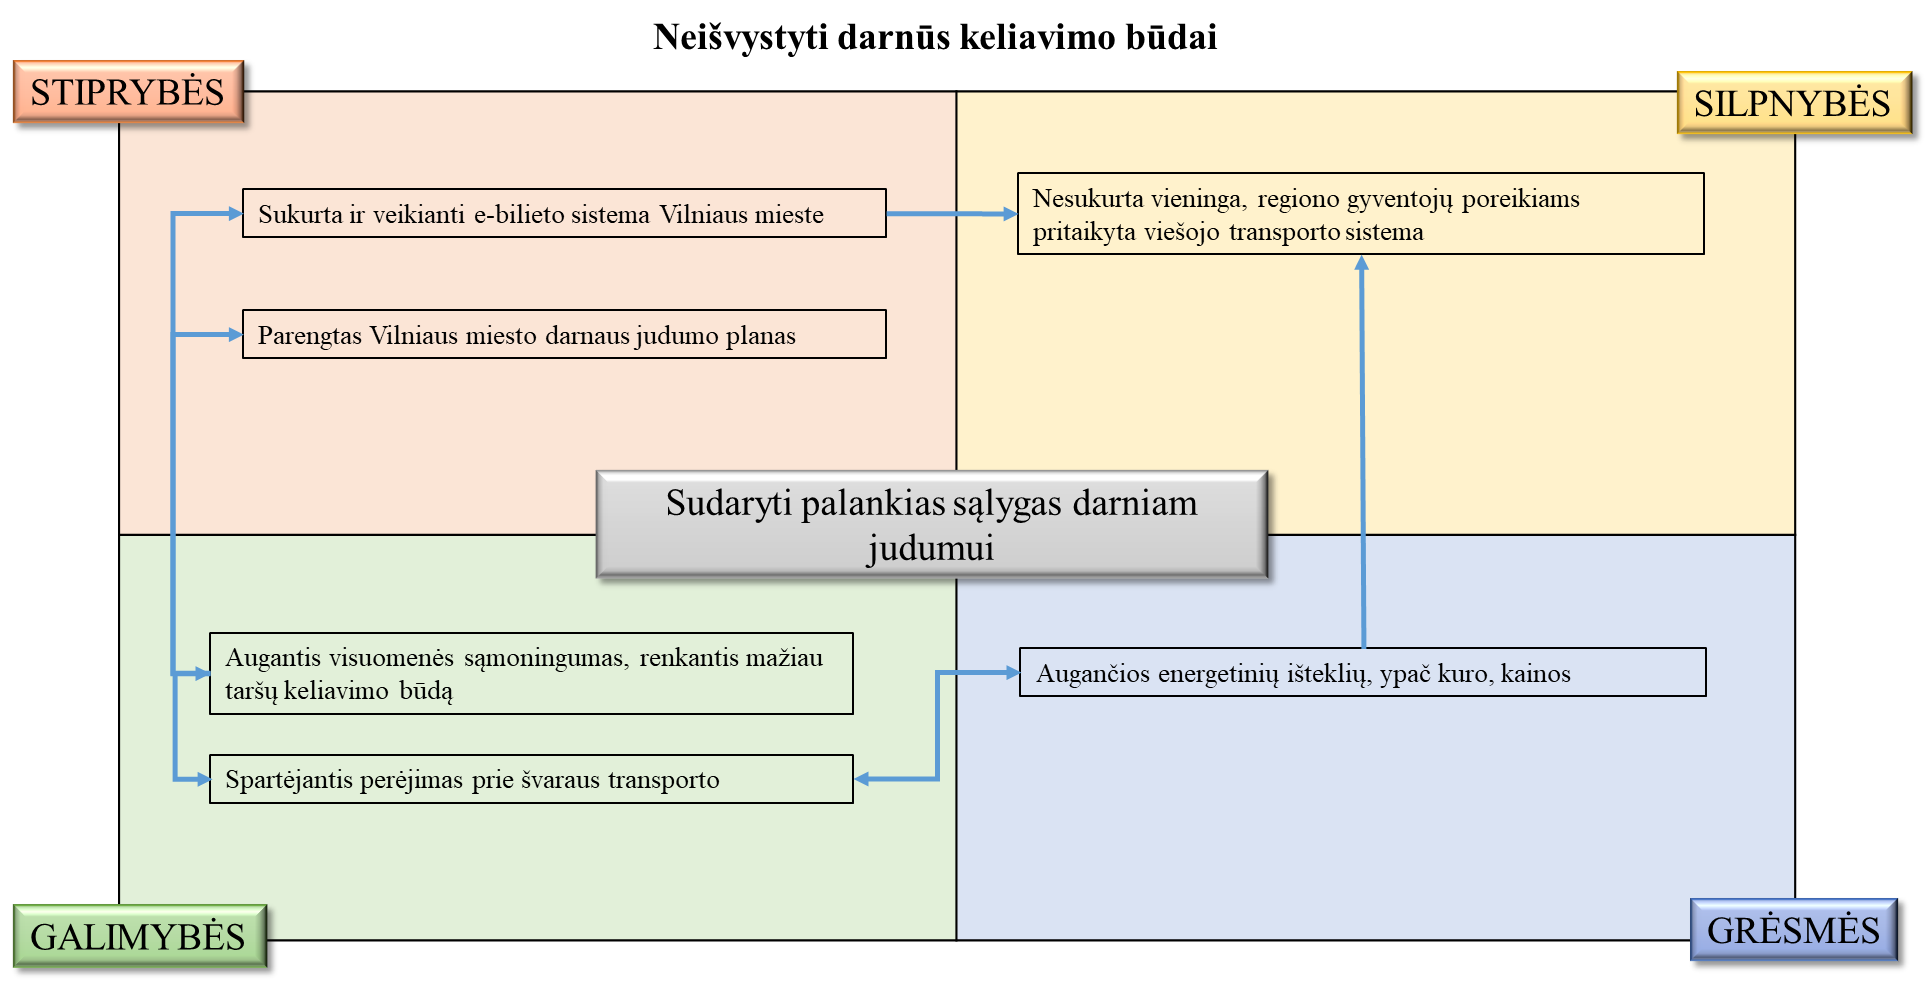 Neišvystyti darnūs keliavimo būdai
STIPRYBĖS
SILPNYBĖS
Sukurta ir veikianti e-bilieto sistema Vilniaus mieste
Nesukurta vieninga, regiono gyventojų poreikiams
pritaikyta viešojo transporto sistema
Parengtas Vilniaus miesto darnaus judumo planas
Sudaryti palankias sąlygas darniam
judumui
Augantis visuomenės sąmoningumas, renkantis mažiau
taršų keliavimo būdą
Augančios energetinių išteklių, ypač kuro, kainos
Spartėjantis perėjimas prie švaraus transporto
GALIMYBĖS
GRĖSMĖS